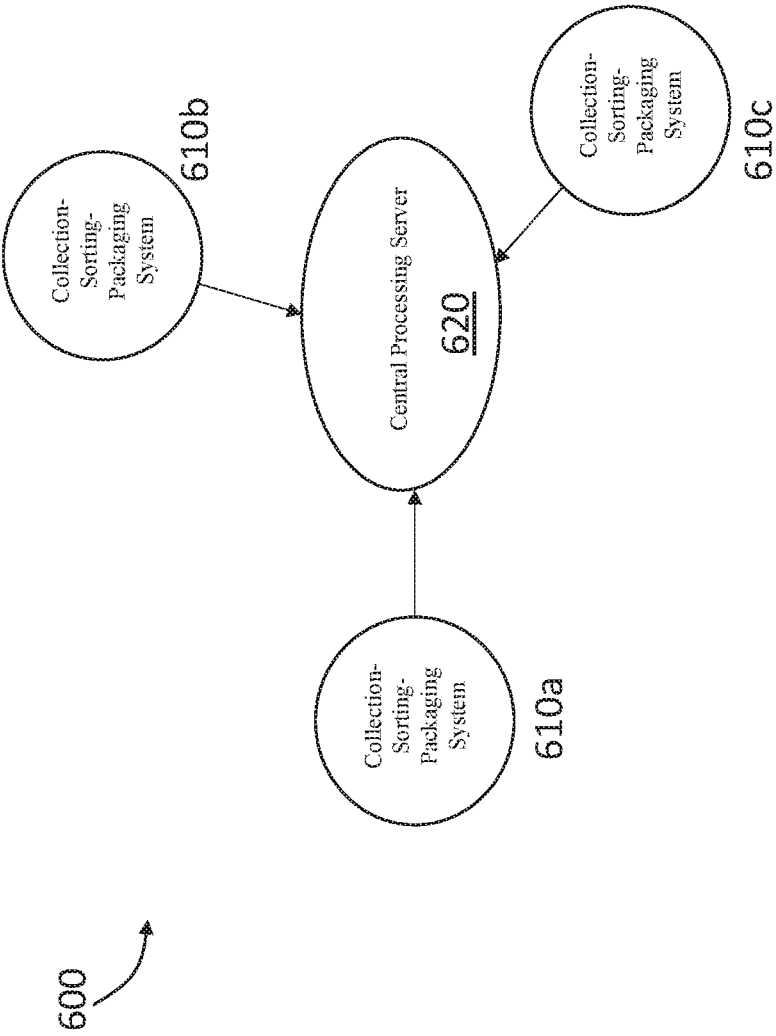 600
Collection-
Sorting-
Packaging
System
610a
Collection-
Sorting-
Packaging
System
610b
Central Processing Server
620
Collection-
Sorting-
Packaging
System
610c